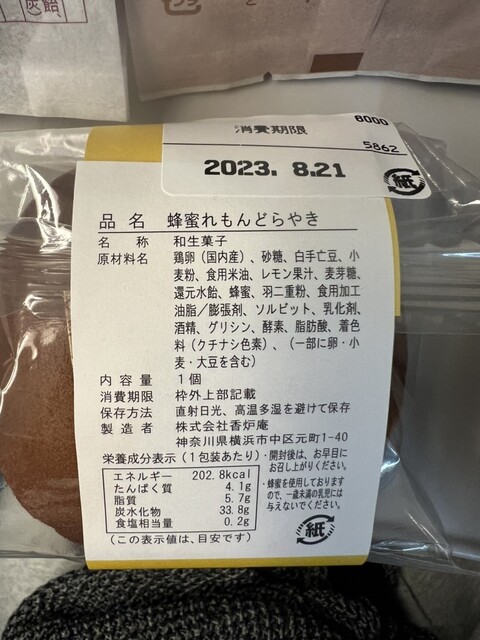 炭飴
消費期限
6000
5862
2023. 8.21
紙
品名 蜂蜜れもんどらやき
名称 和生菓子
原材料名 鶏卵（国内産）、砂糖、白手亡豆、小
麦粉、食用米油、レモン果汁、麦芽糖、
還元水飴、蜂蜜、羽二重粉、食用加工
油脂／膨張剤、ソルビット、乳化剤、
酒精、グリシン、酵素、脂肪酸、着色
料（クチナシ色素）、（一部に卵・小
麦・大豆を含む）
内容量 1個
消費期限 枠外上部記載
保存方法 直射日光、高温多湿を避けて保存
製造者 株式会社香炉庵
神奈川県横浜市中区元町1-40
栄養成分表示（1包装あたり）
エネルギー 202.8kcal
たんぱく質 4.1g
脂質 5.7g
炭水化物 33.8g
食塩相当量 0.2g
（この表示値は、目安です）
・開封後は、お早目に
お召し上がりください。
・蜂蜜を使用しております
ので、一歳未満の乳児には
与えないでください。
紙